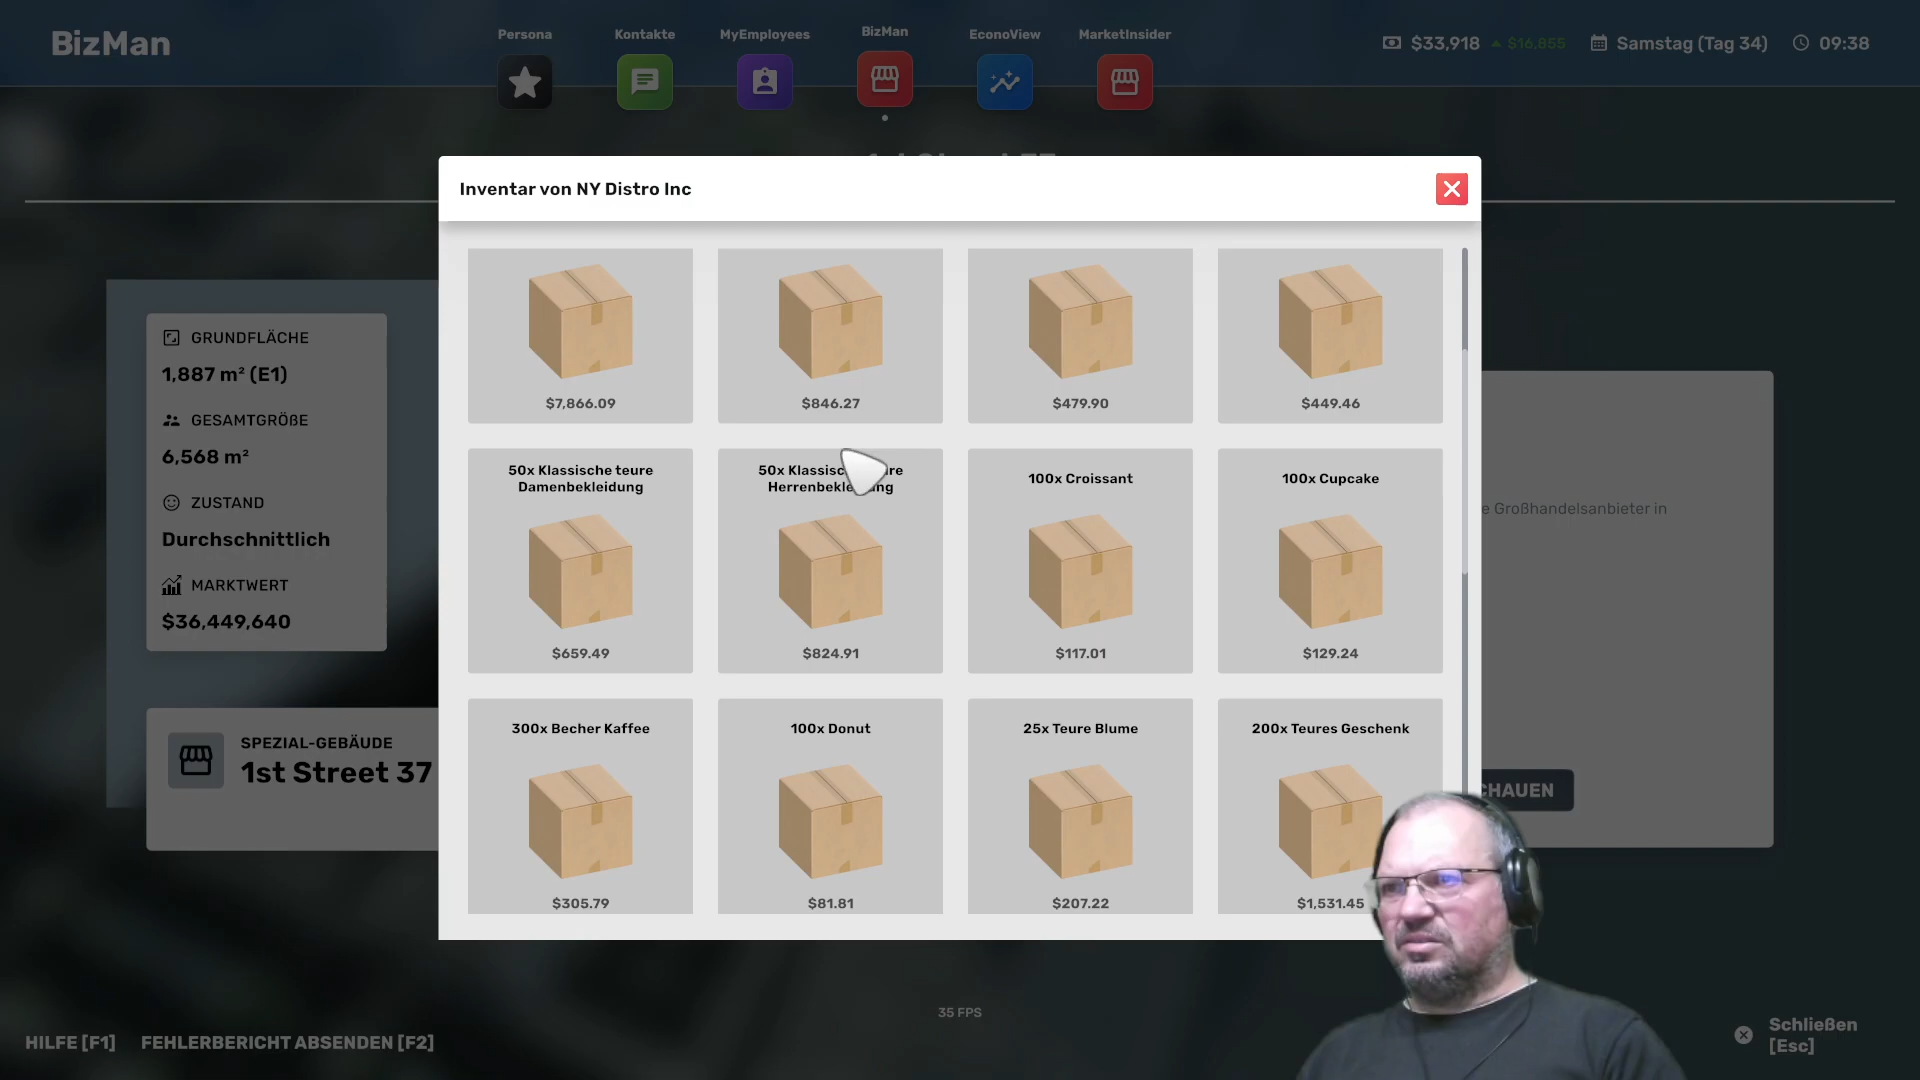 BizMan
Persona
Kontakte
MyEmployees
BizMan
EconoView
MarketInsider
$33,918
$16,855
Samstag (Tag 34)
09:38
Inventar von NY Distro Inc
GRUNDFLÄCHE
1,887 m² (E1)
GESAMTGRÖßE
6,568 m²
ZUSTAND
Durchschnittlich
MARKTWERT
$36,449,640
SPEZIAL-GEBÄUDE
1st Street 37
$7,866.09
$846.27
$479.90
$449.46
50x Klassische teure
Damenbekleidung
50x
Herrenbekleidung
100x Croissant
100x Cupcake
$659.49
$824.91
$117.01
$129.24
300x Becher Kaffee
100x Donut
25x Teure Blume
200x Teures Geschenk
$305.79
$81.81
$207.22
$1,531.45
Großhandelsanbieter in
CHAUEN
35 FPS
HILFE [F1]
FEHLERBERICHT ABSENDEN [F2]
Schließen
[Esc]